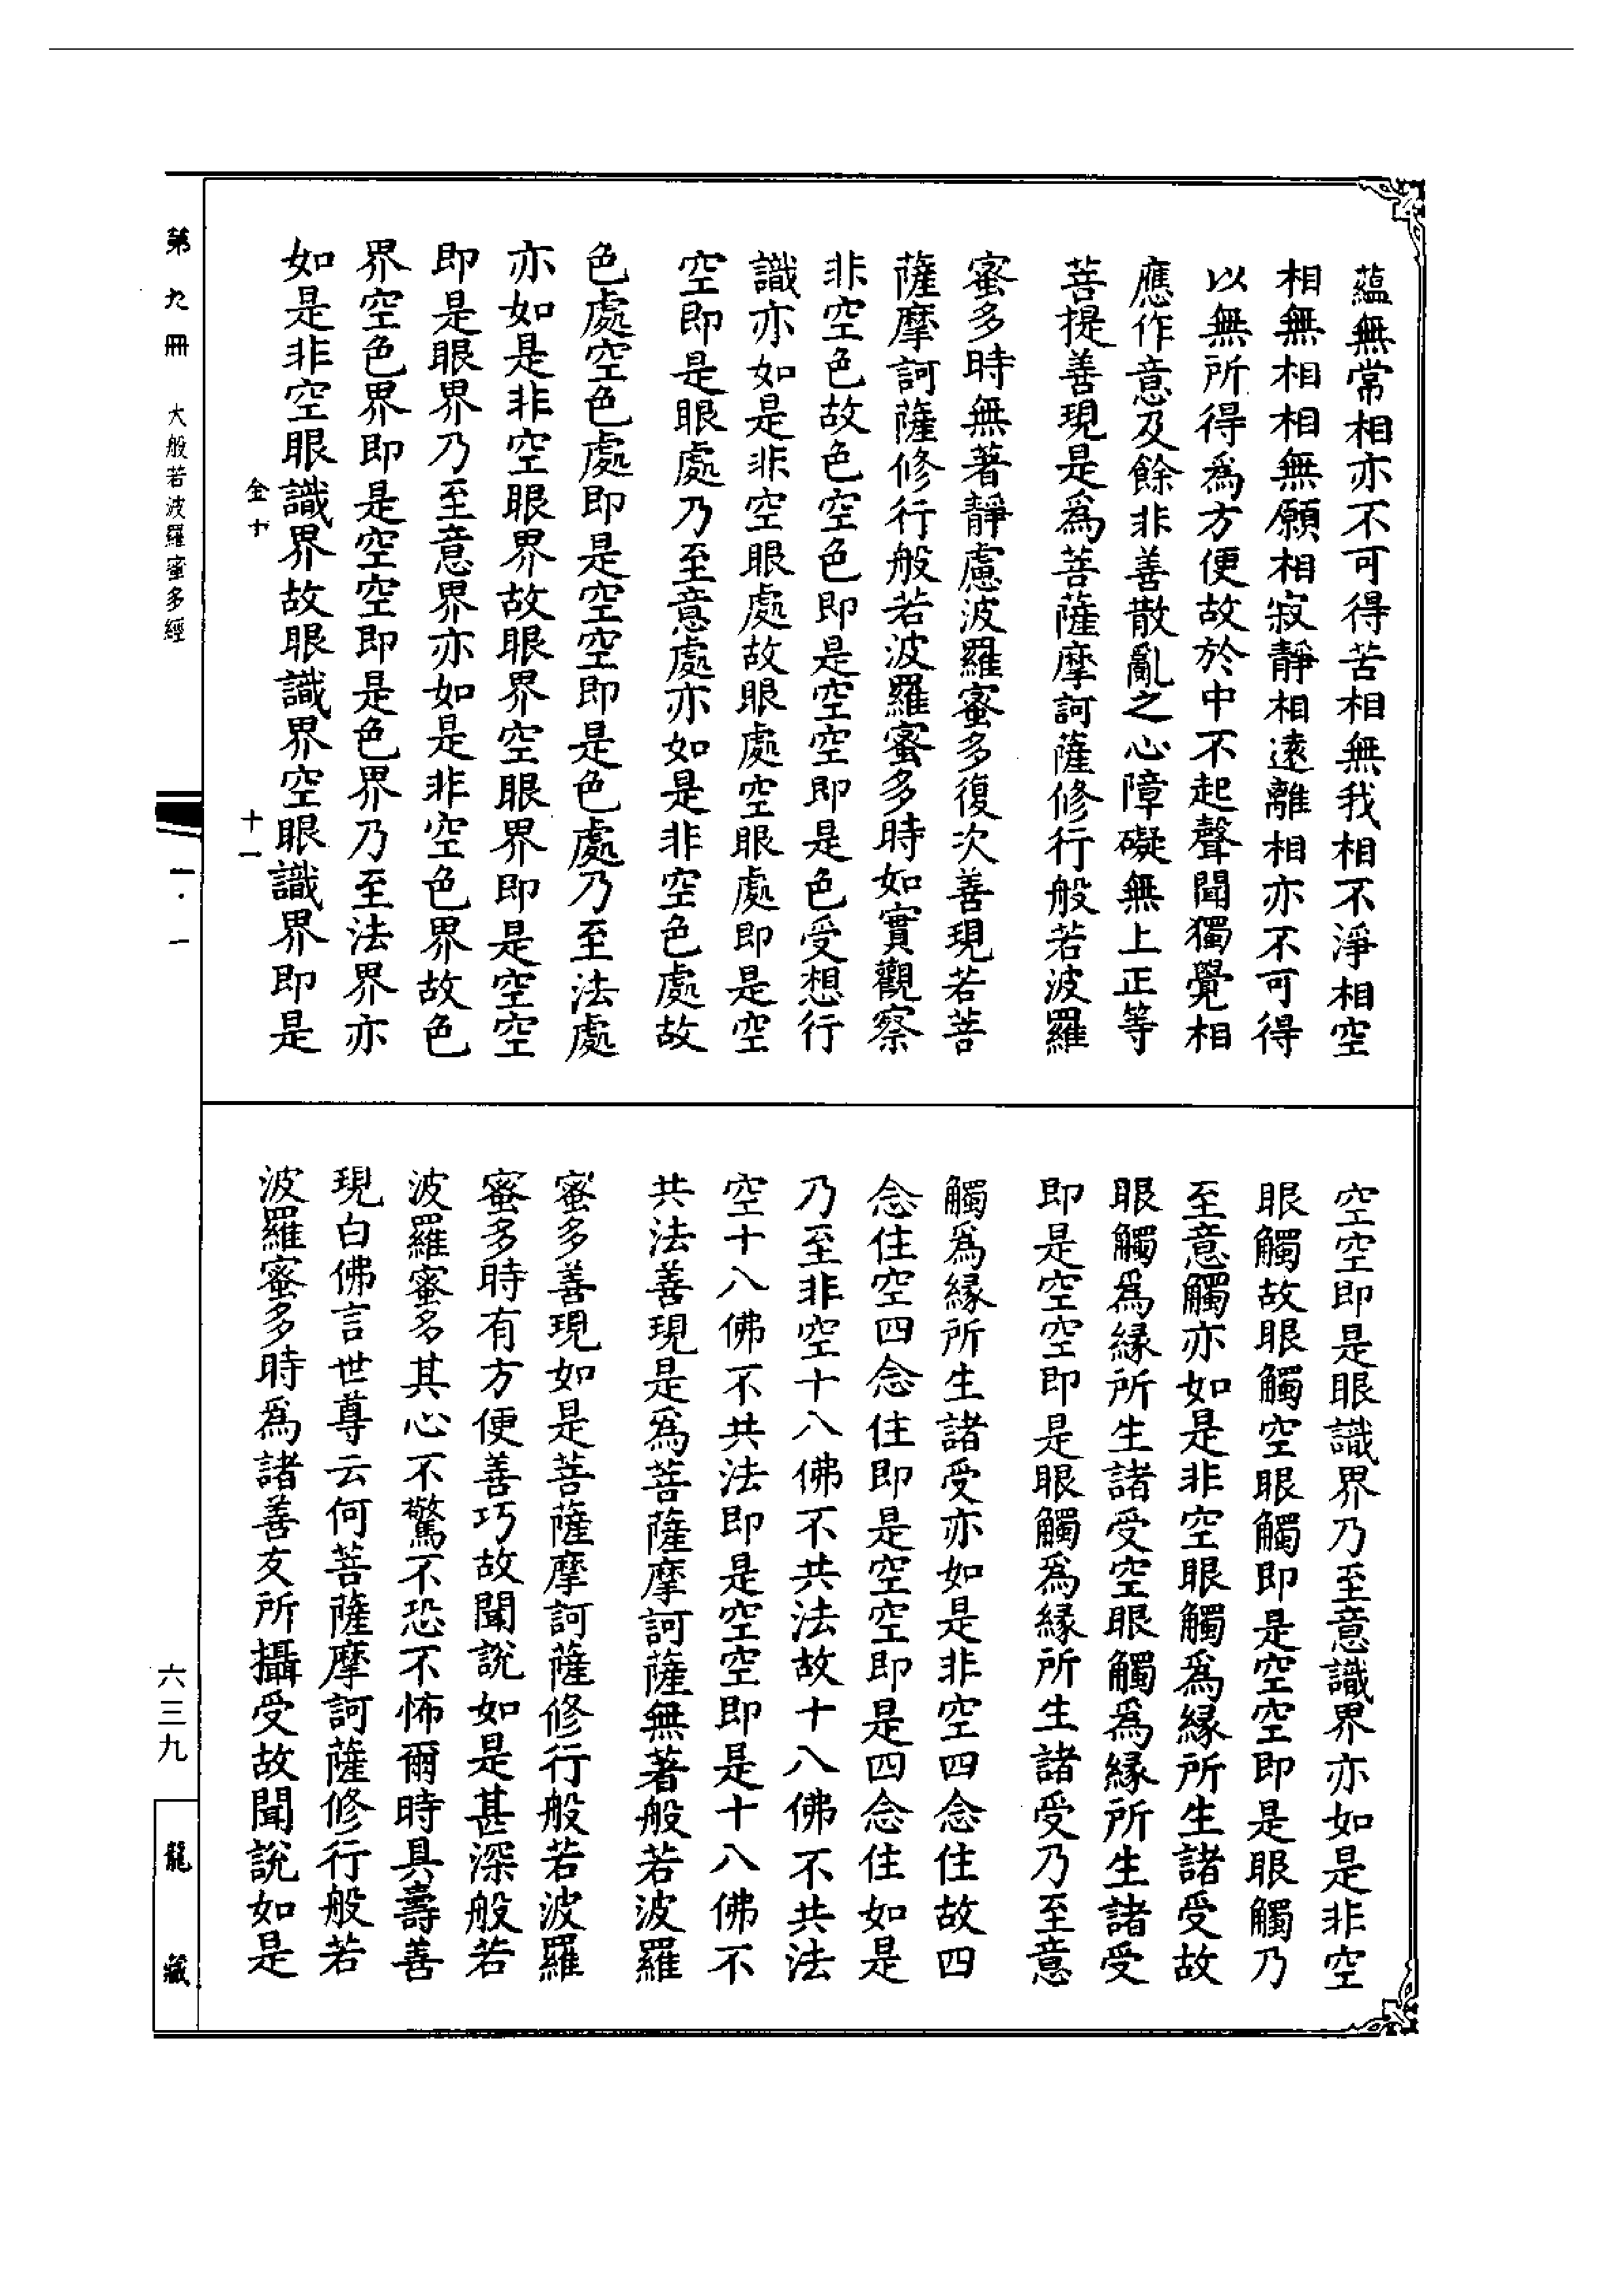 蘊無常相亦不可得苦相無我相不淨相空
相無相相無願相寂靜相遠離相亦不可得
以無所得爲方便故於中不起聲聞獨覺相
應作意及餘非善散亂之心障礙無上正等
菩提善現是爲菩薩摩訶薩修行般若波羅
蜜多時無著靜慮波羅蜜多復次善現若菩
薩摩訶薩修行般若波羅蜜多時如實觀察
非空色故色空色即是空空即是色受想行
識亦如是非空眼處故眼處空眼處即是空
空即是眼處乃至意處亦如是非空色處故
色處空色處即是空空即是色處乃至法處
亦如是非空眼界故眼界空眼界即是空空
即是眼界乃至意界亦如是非空色界故色
界空色界即是空空即是色界乃至法界亦
如是非空眼識界故眼識界空眼識界即是
金十
十一
空空即是眼識界乃至意識界亦如是非空
眼觸故眼觸空眼觸即是空空即是眼觸乃
至意觸亦如是非空眼觸爲緣所生諸受故
眼觸爲緣所生諸受空眼觸爲緣所生諸受
即是空空即是眼觸爲緣所生諸受乃至意
觸爲緣所生諸受亦如是非空四念住故四
念住空四念住即是空空即是四念住如是
乃至非空十八佛不共法故十八佛不共法
空十八佛不共法即是空空即是十八佛不
共法善現是爲菩薩摩訶薩無著般若波羅
蜜多善現如是菩薩摩訶薩修行般若波羅
蜜多時有方便善巧故聞說如是甚深般若
波羅蜜多其心不驚不恐不怖爾時具壽善
現白佛言世尊云何菩薩摩訶薩修行般若
波羅蜜多時爲諸善友所攝受故聞說如是
第九冊
大般若波羅蜜多經
一·一
六三九
龍藏